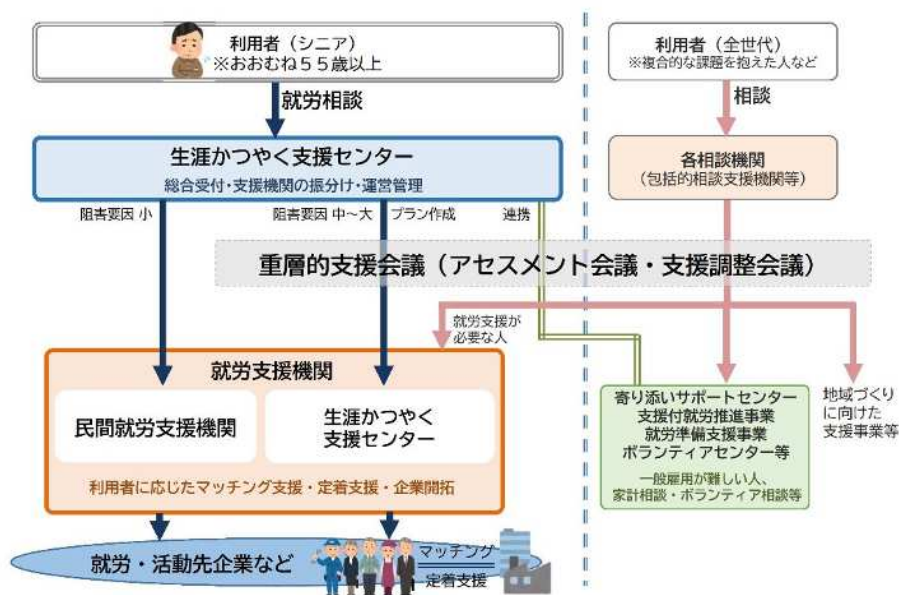 利用者（シニア）
※おおむね５５歳以上
就労相談
生涯かつやく支援センター
総合受付・支援機関の振分け・運営管理
阻害要因 小
阻害要因 中～大
プラン作成
連携
利用者（全世代）
※複合的な課題を抱えた人など
相談
各相談機関
（包括的相談支援機関等）
重層的支援会議（アセスメント会議・支援調整会議）
就労支援が
必要な人
就労支援機関
民間就労支援機関
生涯かつやく
支援センター
利用者に応じたマッチング支援・定着支援・企業開拓
寄り添いサポートセンター
支援付就労推進事業
就労準備支援事業
ボランティアセンター等
一般雇用が難しい人、
家計相談・ボランティア相談等
地域づくり
に向けた
支援事業等
就労・活動先企業など
マッチング
定着支援